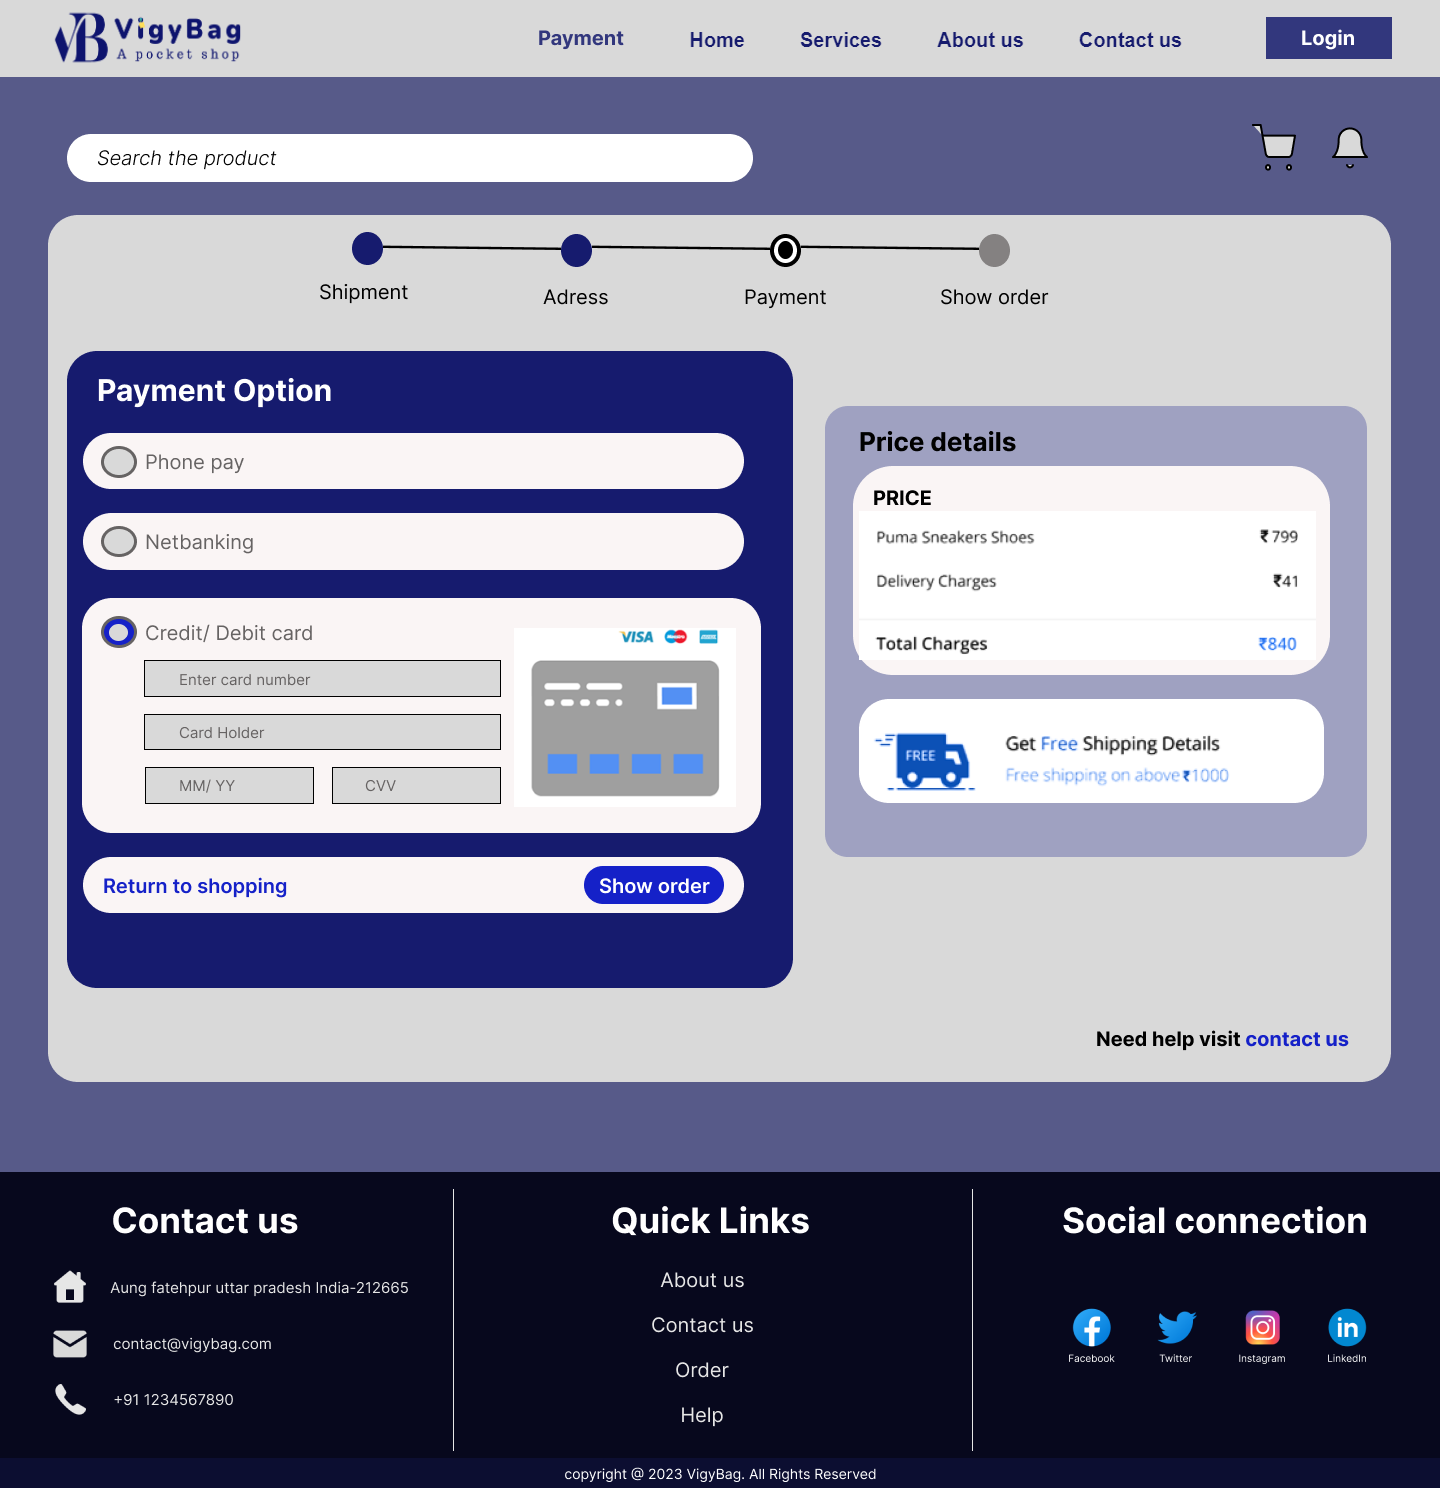 VB VigyBag
A pocket shop
Payment Home Services About us Contact us Login
Search the product
Shipment Adress Payment Show order
Payment Option
Phone pay
Netbanking
Credit/ Debit card
VISA
Enter card number
Card Holder
MM/ YY CVV
Return to shopping Show order
Price details
PRICE
Puma Sneakers Shoes ₹ 799
Delivery Charges ₹41
Total Charges ₹840
FREE
Get Free Shipping Details
Free shipping on above ₹1000
Need help visit contact us
Contact us
Aung fatehpur uttar pradesh India-212665
contact@vigybag.com
+91 1234567890
Quick Links
About us
Contact us
Order
Help
Social connection
Facebook Twitter Instagram LinkedIn
copyright @ 2023 VigyBag. All Rights Reserved